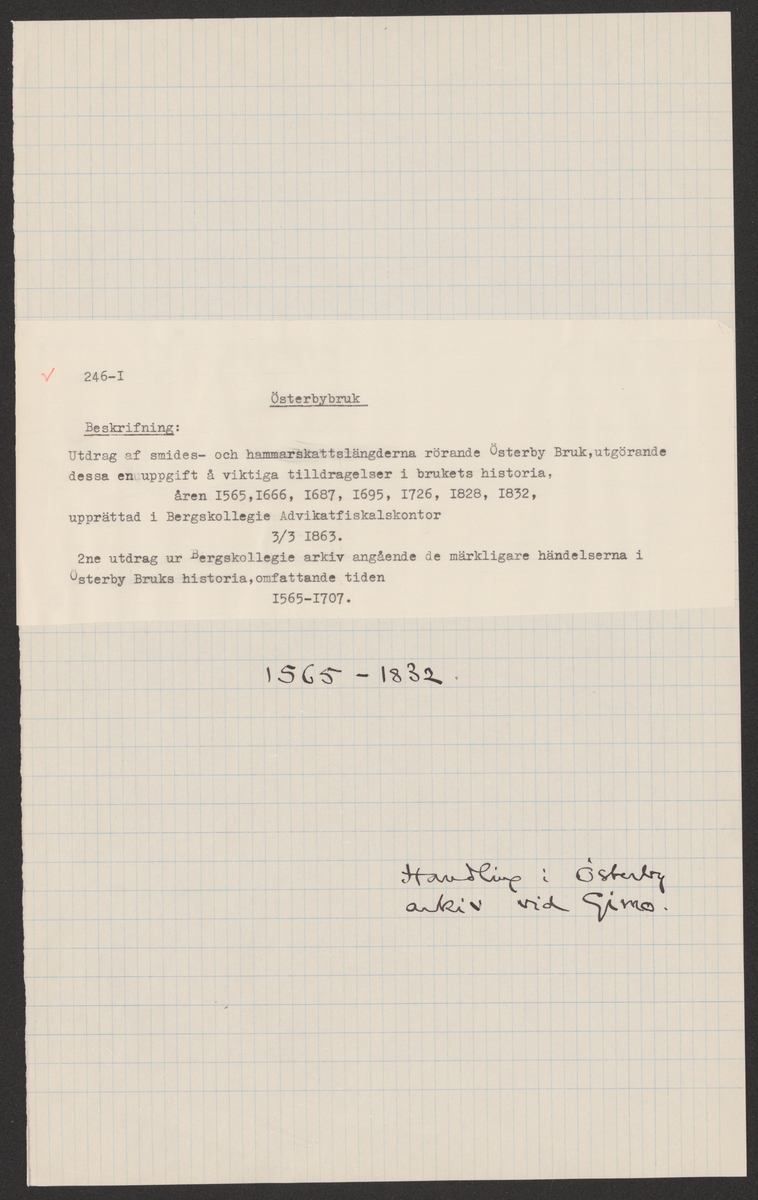 ✓ 246-I
Österbybruk
Beskrifning:
Utdrag af smides- och hammarskattslängderna rörande Österby Bruk,utgörande
dessa en uppgift å viktiga tilldragelser i brukets historia,
åren I565,I666, I687, I695, I726, I828, I832,
upprättad i Bergskollegie Advikatfiskalskontor
3/3 I863.
2ne utdrag ur Bergskollegie arkiv angående de märkligare händelserna i
Österby Bruks historia,omfattande tiden
I565-I707.
1565 - 1832.
Handling i Österby
arkiv vid Gimo.